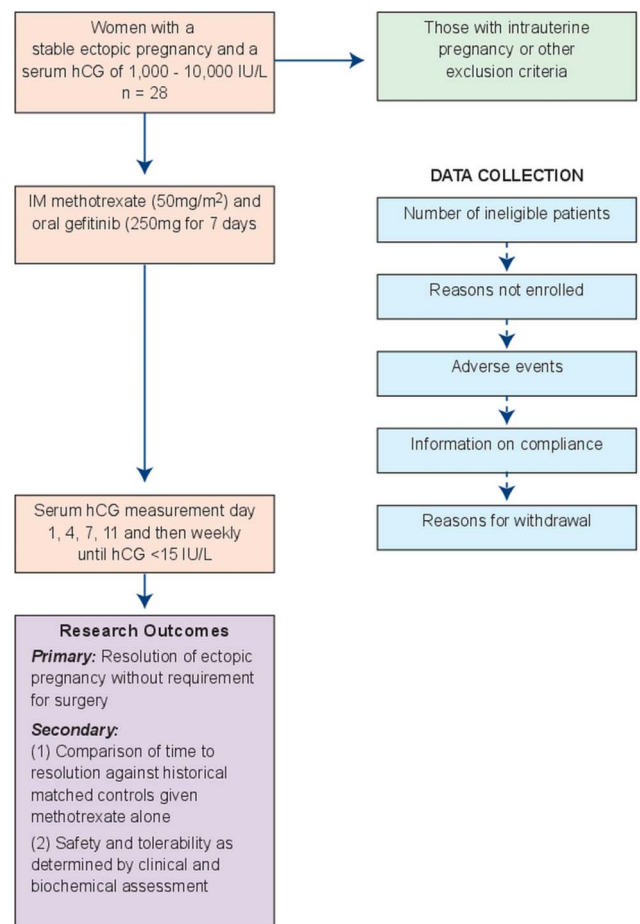 Women with a
stable ectopic pregnancy and a
serum hCG of 1,000 - 10,000 IU/L
n = 28
Those with intrauterine
pregnancy or other
exclusion criteria
IM methotrexate (50mg/m²) and
oral gefitinib (250mg for 7 days
DATA COLLECTION
Number of ineligible patients
Reasons not enrolled
Adverse events
Information on compliance
Reasons for withdrawal
Serum hCG measurement day
1, 4, 7, 11 and then weekly
until hCG <15 IU/L
Research Outcomes
Primary: Resolution of ectopic
pregnancy without requirement
for surgery
Secondary:
(1) Comparison of time to
resolution against historical
matched controls given
methotrexate alone
(2) Safety and tolerability as
determined by clinical and
biochemical assessment